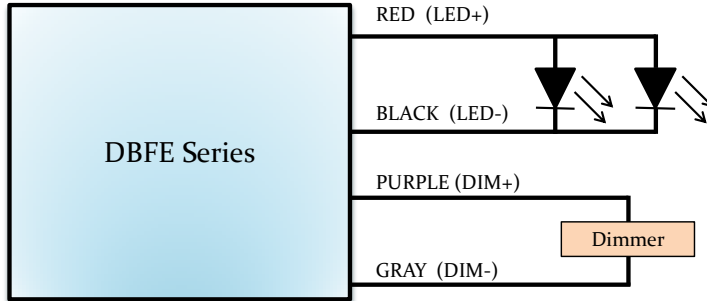 RED (LED+)
BLACK (LED-)
DBFE Series
PURPLE (DIM+)
Dimmer
GRAY (DIM-)